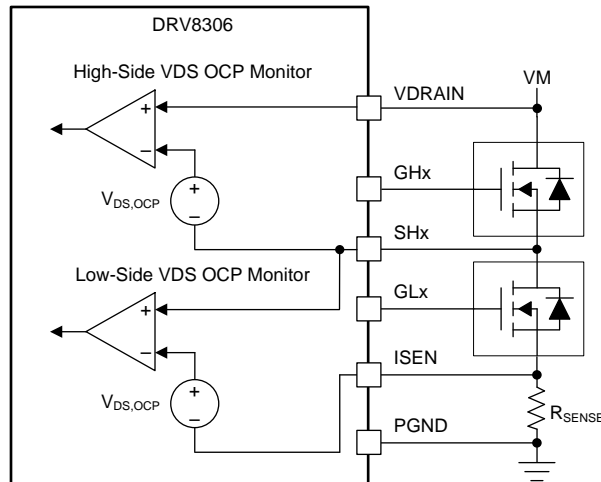 DRV8306
High-Side VDS OCP Monitor
+
−
+
−
V_DS,OCP
Low-Side VDS OCP Monitor
+
−
+
−
V_DS,OCP
VDRAIN
GHx
SHx
GLx
ISEN
PGND
VM
R_SENSE